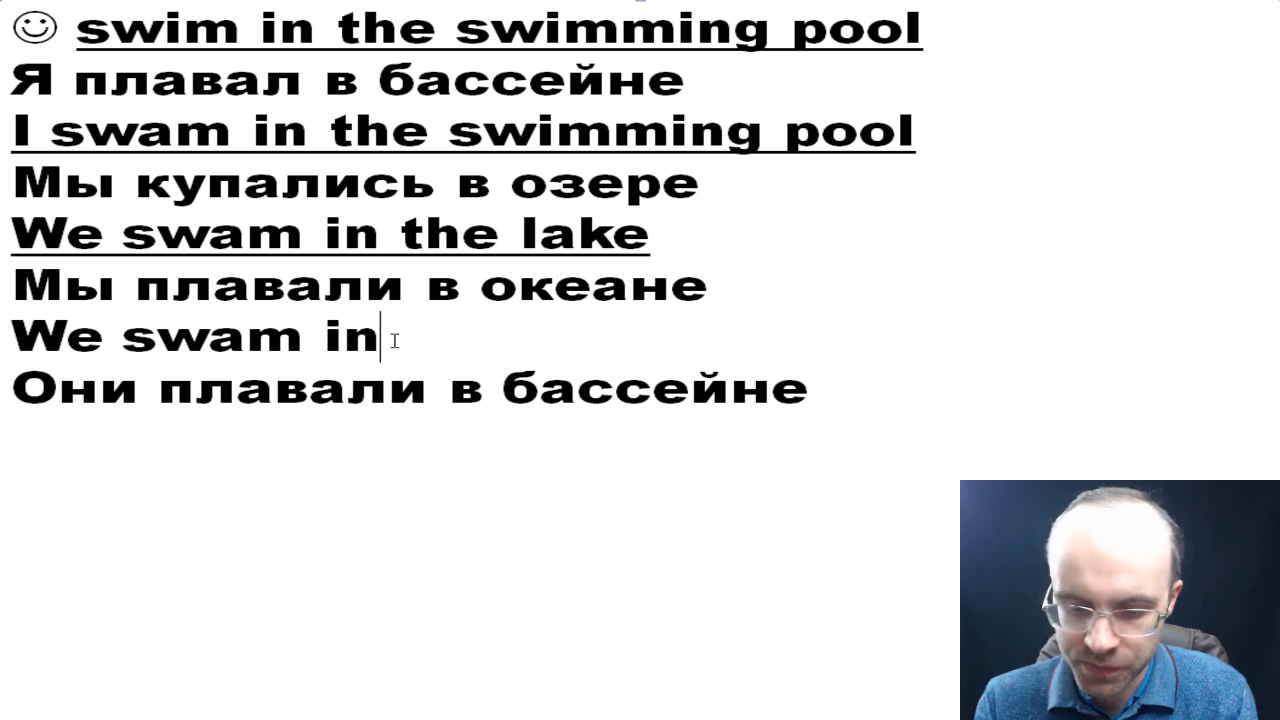 ☺ swim in the swimming pool
Я плавал в бассейне
I swam in the swimming pool
Мы купались в озере
We swam in the lake
Мы плавали в океане
We swam in
Они плавали в бассейне